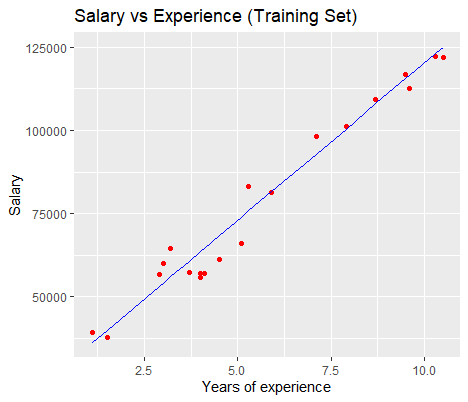 Salary vs Experience (Training Set)
125000
100000
75000
50000
Salary
2.5 5.0 7.5 10.0
Years of experience